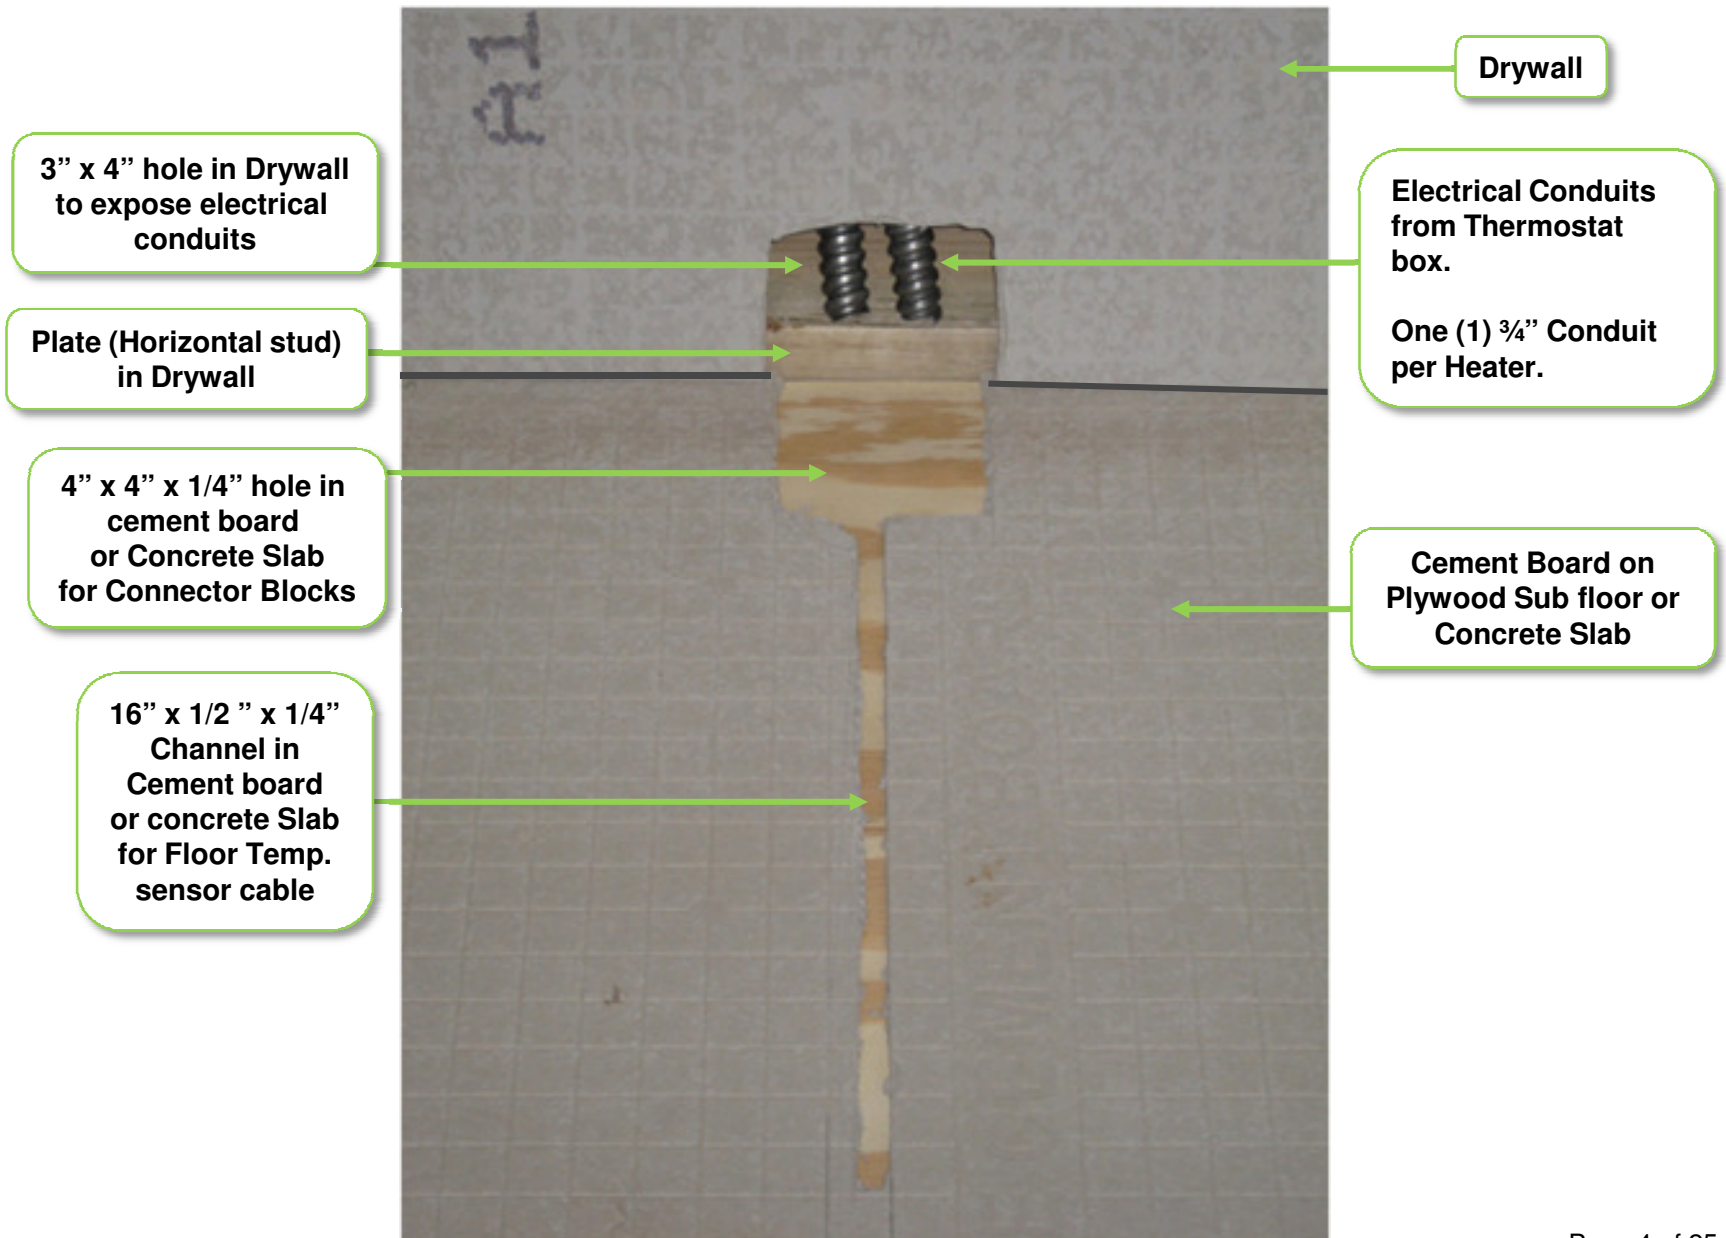 A1
Drywall
3” x 4” hole in Drywall
to expose electrical
conduits
Electrical Conduits
from Thermostat
box.
One (1) ¾” Conduit
per Heater.
Plate (Horizontal stud)
in Drywall
4” x 4” x 1/4” hole in
cement board
or Concrete Slab
for Connector Blocks
Cement Board on
Plywood Sub floor or
Concrete Slab
16” x 1/2 ” x 1/4”
Channel in
Cement board
or concrete Slab
for Floor Temp.
sensor cable